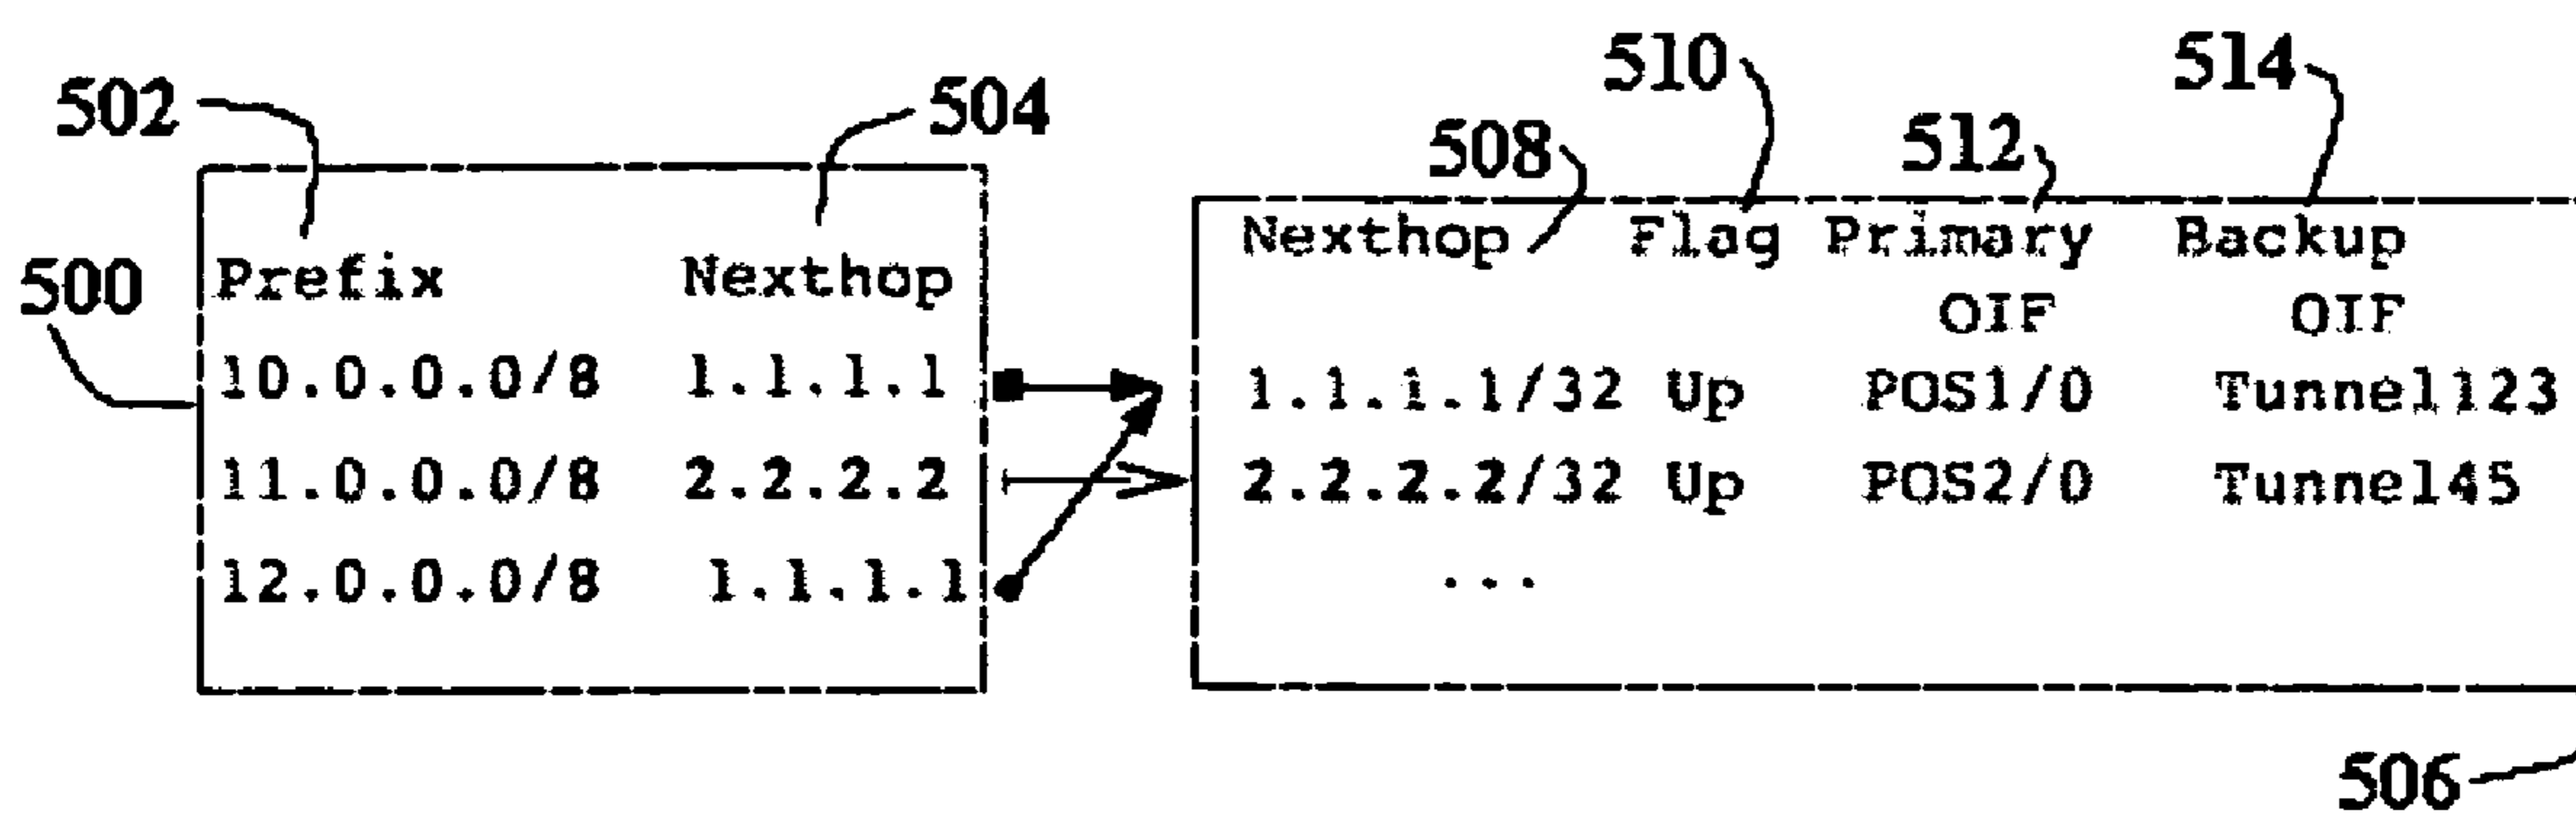 510 514
502 504 508 512
Prefix Nexthop
500
10.0.0.0/8 1.1.1.1
11.0.0.0/8 2.2.2.2
12.0.0.0/8 1.1.1.1
Nexthop Flag Primary Backup
OIF OIF
1.1.1.1/32 Up POS1/0 Tunnel123
2.2.2.2/32 Up POS2/0 Tunnel45
...
506